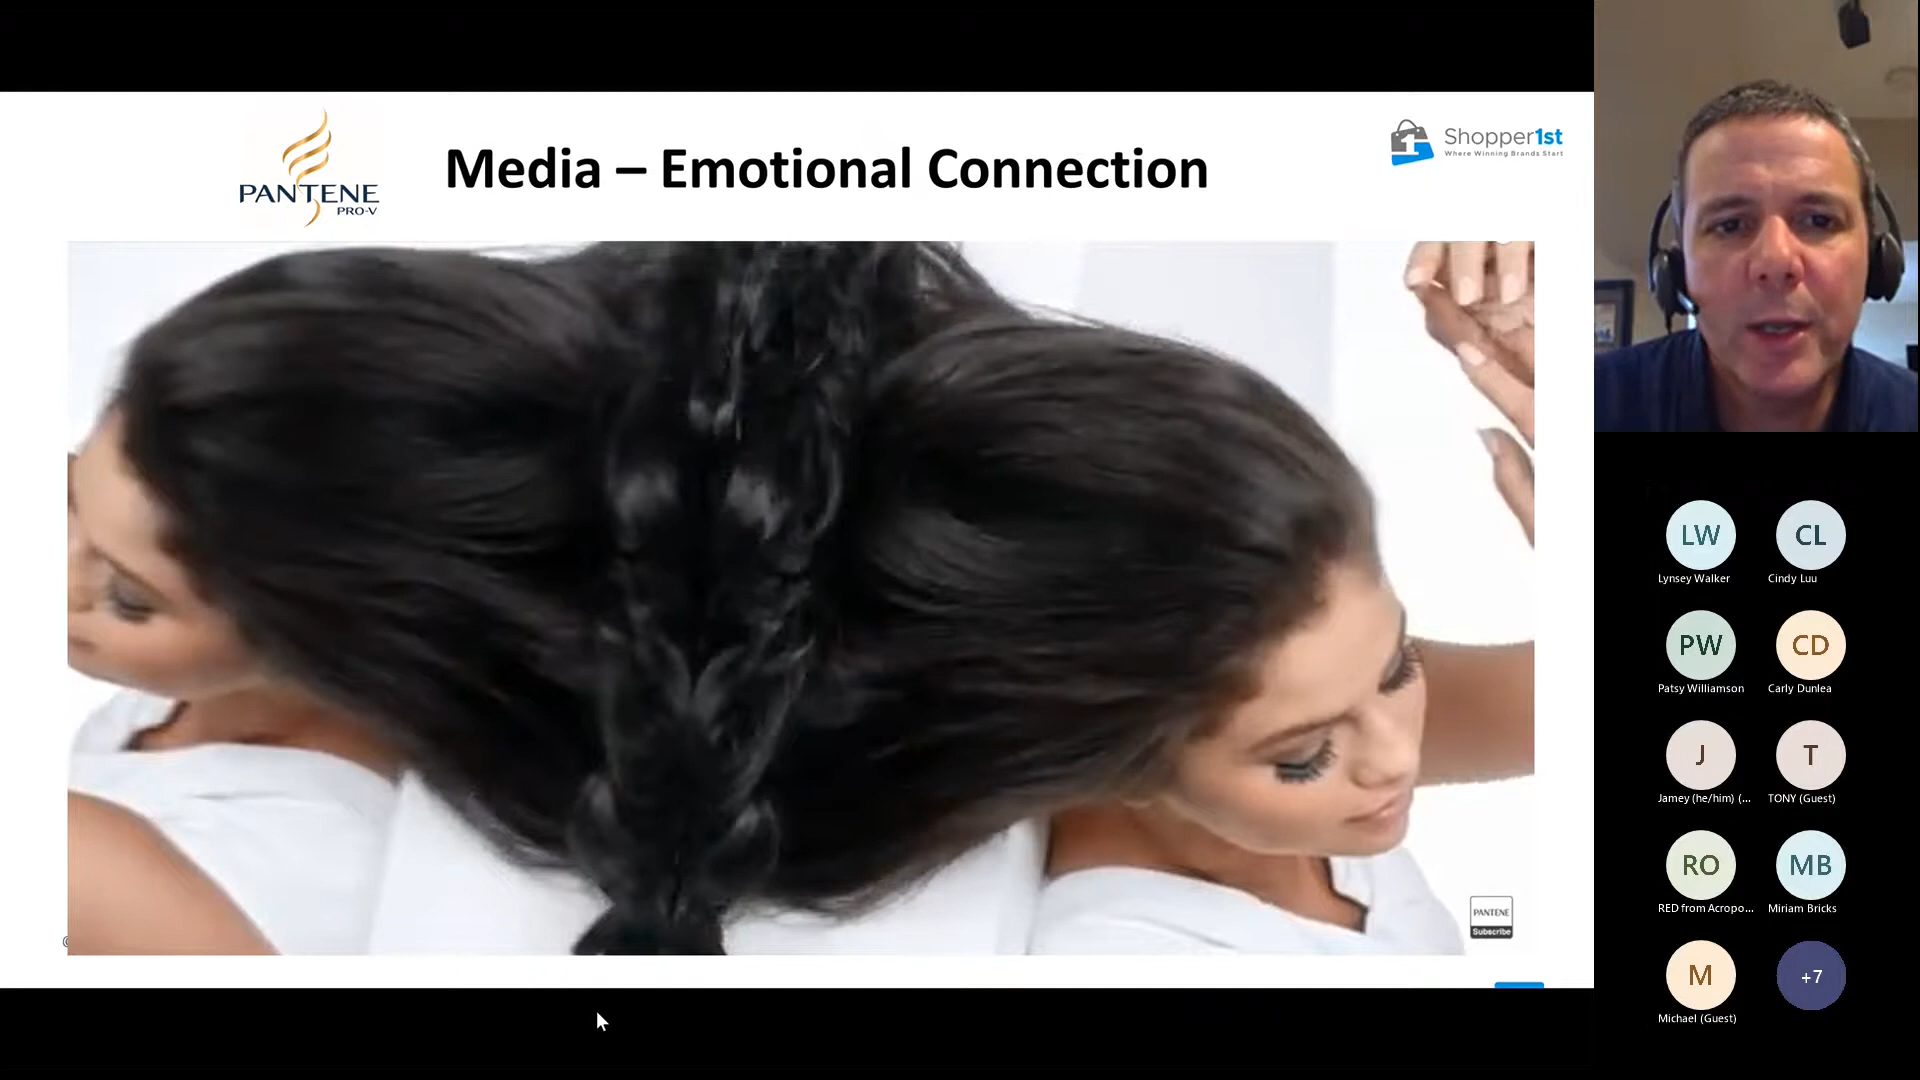 PANTENE
PRO-V
Media – Emotional Connection
1 Shopper1st
Where Winning Brands Start
PANTENE
Subscribe
©
LW
Lynsey Walker
CL
Cindy Luu
PW
Patsy Williamson
CD
Carly Dunlea
J
Jamey (he/him) (...
T
TONY (Guest)
RO
RED from Acropo...
MB
Miriam Bricks
M
Michael (Guest)
+7